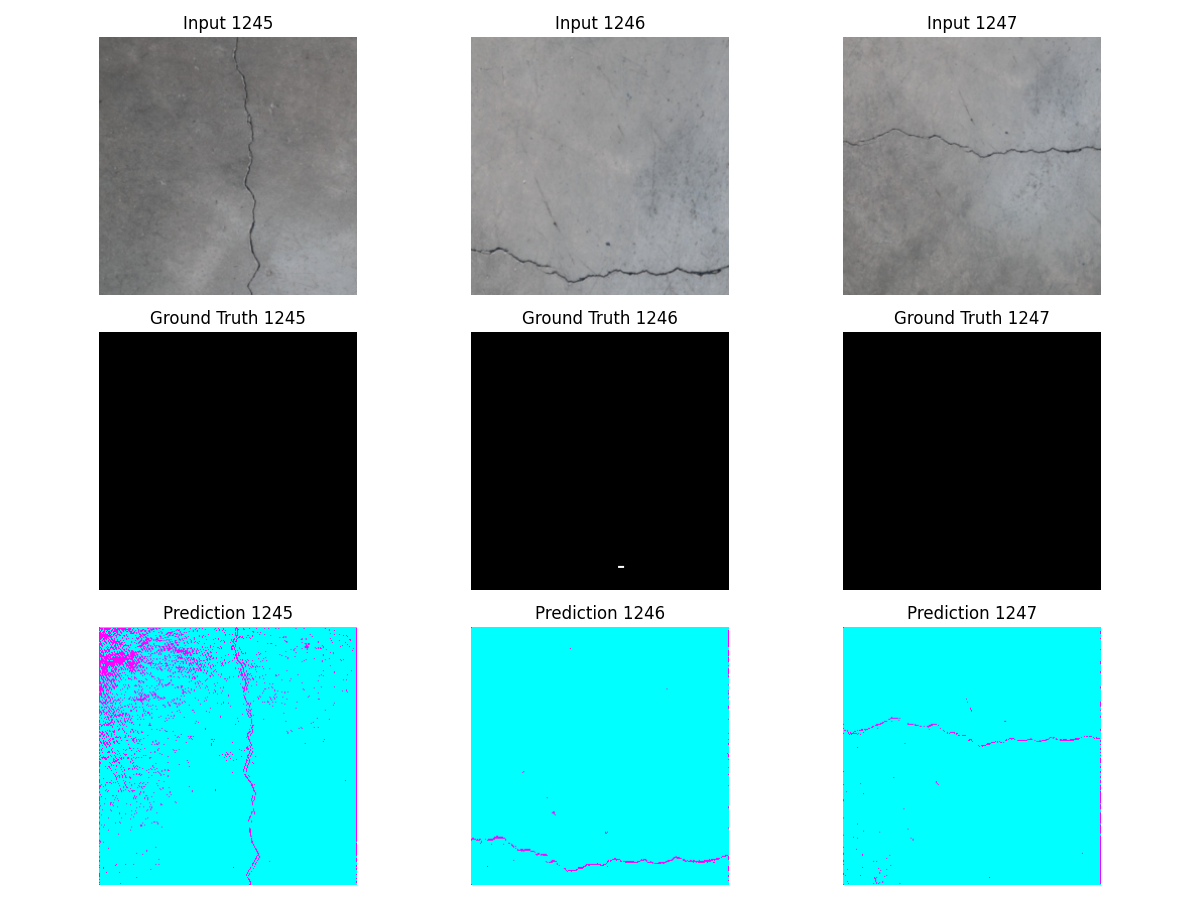 Input 1245
Input 1246
Input 1247
Ground Truth 1245
Ground Truth 1246
Ground Truth 1247
Prediction 1245
Prediction 1246
Prediction 1247